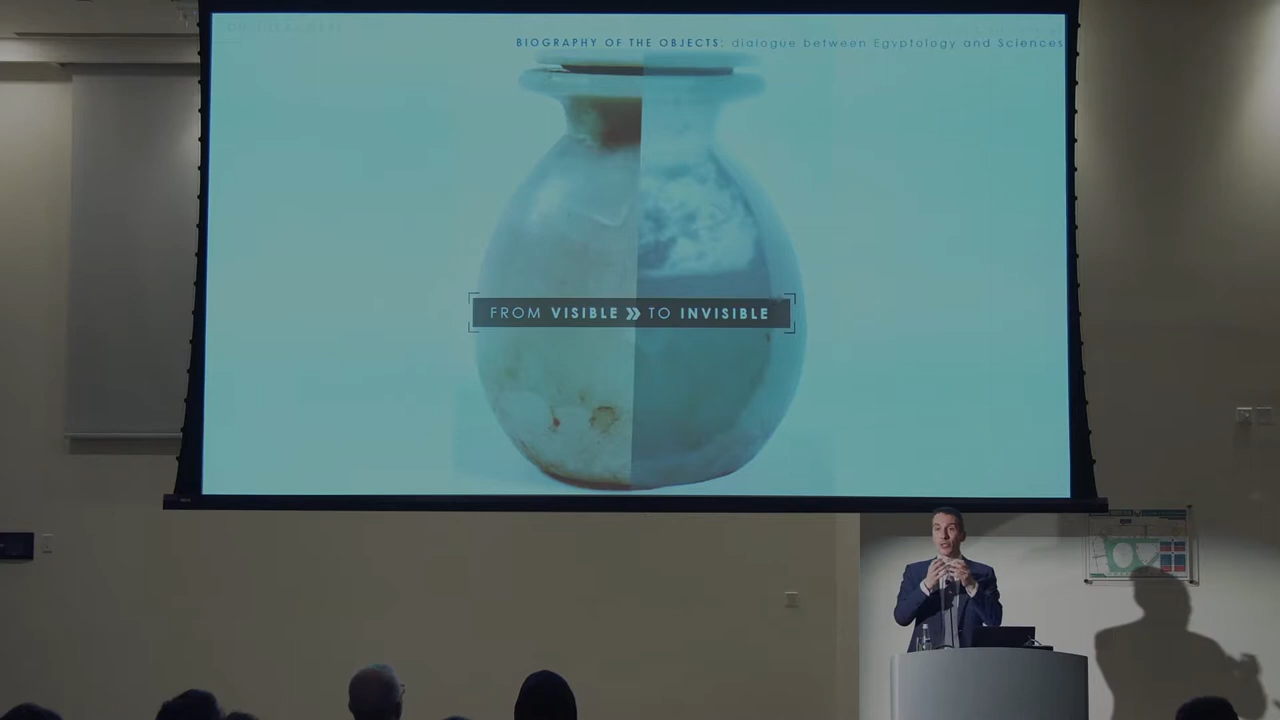 BIOGRAPHY OF THE OBJECTS: dialogue between Egyptology and Sciences
FROM VISIBLE » TO INVISIBLE